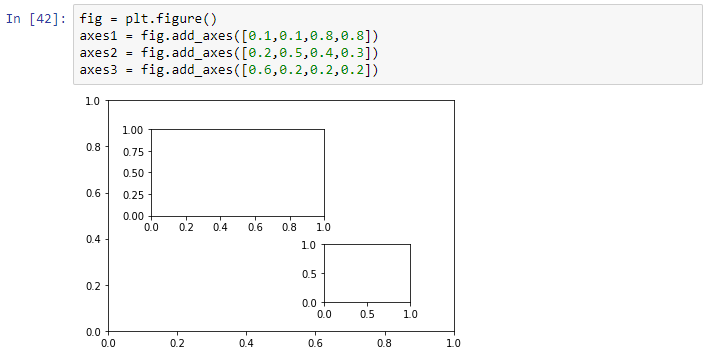 In [42]: fig = plt.figure()
axes1 = fig.add_axes([0.1,0.1,0.8,0.8])
axes2 = fig.add_axes([0.2,0.5,0.4,0.3])
axes3 = fig.add_axes([0.6,0.2,0.2,0.2])
1.0
0.8
0.6
0.4
0.2
0.0
0.0 0.2 0.4 0.6 0.8 1.0
1.00
0.75
0.50
0.25
0.00
0.0 0.2 0.4 0.6 0.8 1.0
1.0
0.5
0.0
0.0 0.5 1.0